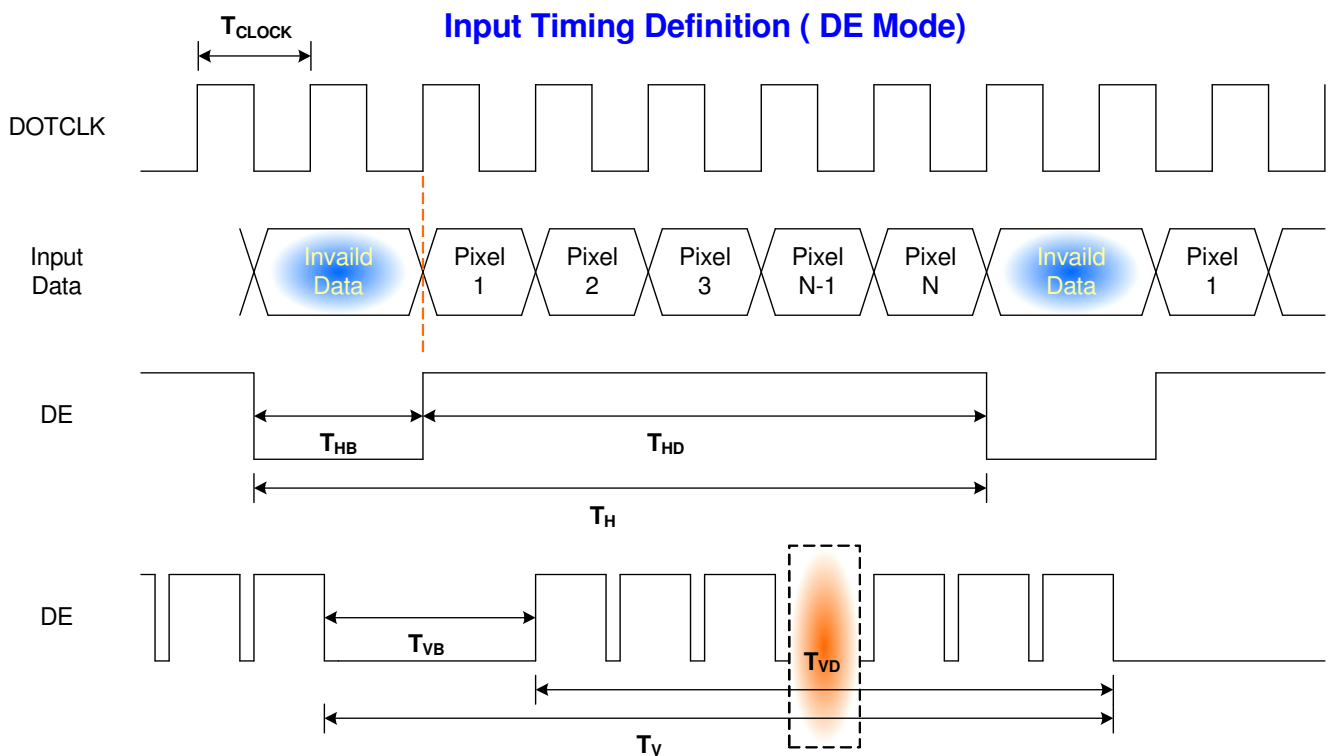 Input Timing Definition ( DE Mode)
TCLOCK
DOTCLK
Input
Data
Invaild
Data
Pixel
1
Pixel
2
Pixel
3
Pixel
N-1
Pixel
N
Invaild
Data
Pixel
1
DE
THB
THD
TH
DE
TVB
TVD
TV